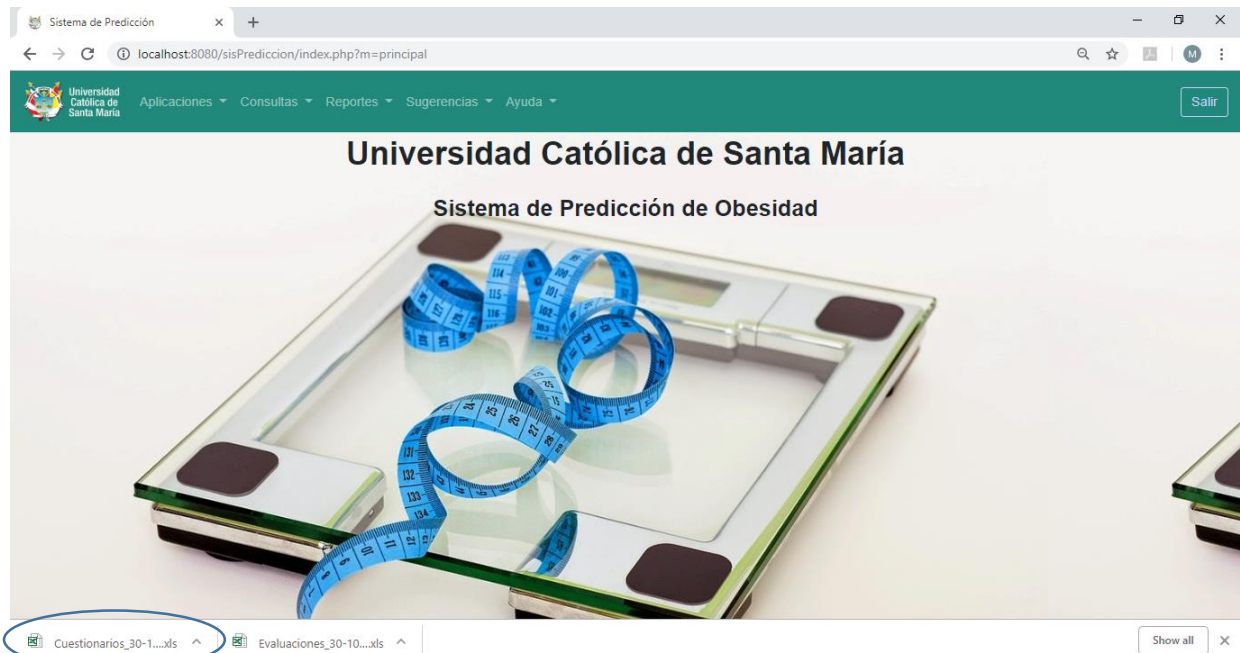 Sistema de Predicción
localhost:8080/sisPrediccion/index.php?m=principal
M
Universidad
Católica de
Santa María
Aplicaciones Consultas Reportes Sugerencias Ayuda
Salir
Universidad Católica de Santa María
Sistema de Predicción de Obesidad
Cuestionarios_30-1....xls
Evaluaciones_30-10....xls
Show all